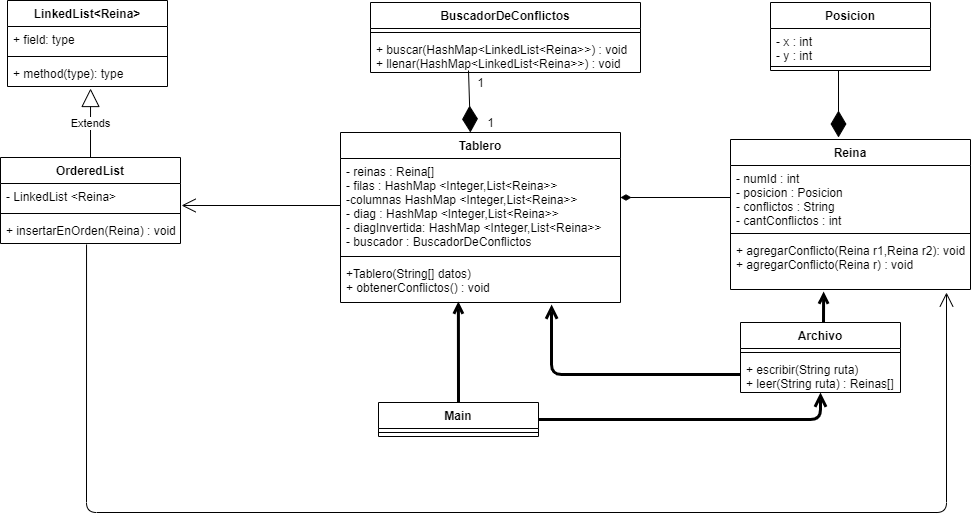 LinkedList<Reina>
+ field: type
+ method(type): type
Extends
OrderedList
- LinkedList <Reina>
+ insertarEnOrden(Reina) : void
BuscadorDeConflictos
+ buscar(HashMap<LinkedList<Reina>>) : void
+ llenar(HashMap<LinkedList<Reina>>) : void
1
1
Tablero
- reinas : Reina[]
- filas : HashMap <Integer,List<Reina>>
-columnas HashMap <Integer,List<Reina>>
- diag : HashMap <Integer,List<Reina>>
- diagInvertida: HashMap <Integer,List<Reina>>
- buscador : BuscadorDeConflictos
+Tablero(String[] datos)
+ obtenerConflictos() : void
Posicion
- x : int
- y : int
Reina
- numId : int
- posicion : Posicion
- conflictos : String
- cantConflictos : int
+ agregarConflicto(Reina r1,Reina r2): void
+ agregarConflicto(Reina r) : void
Archivo
+ escribir(String ruta)
+ leer(String ruta) : Reinas[]
Main